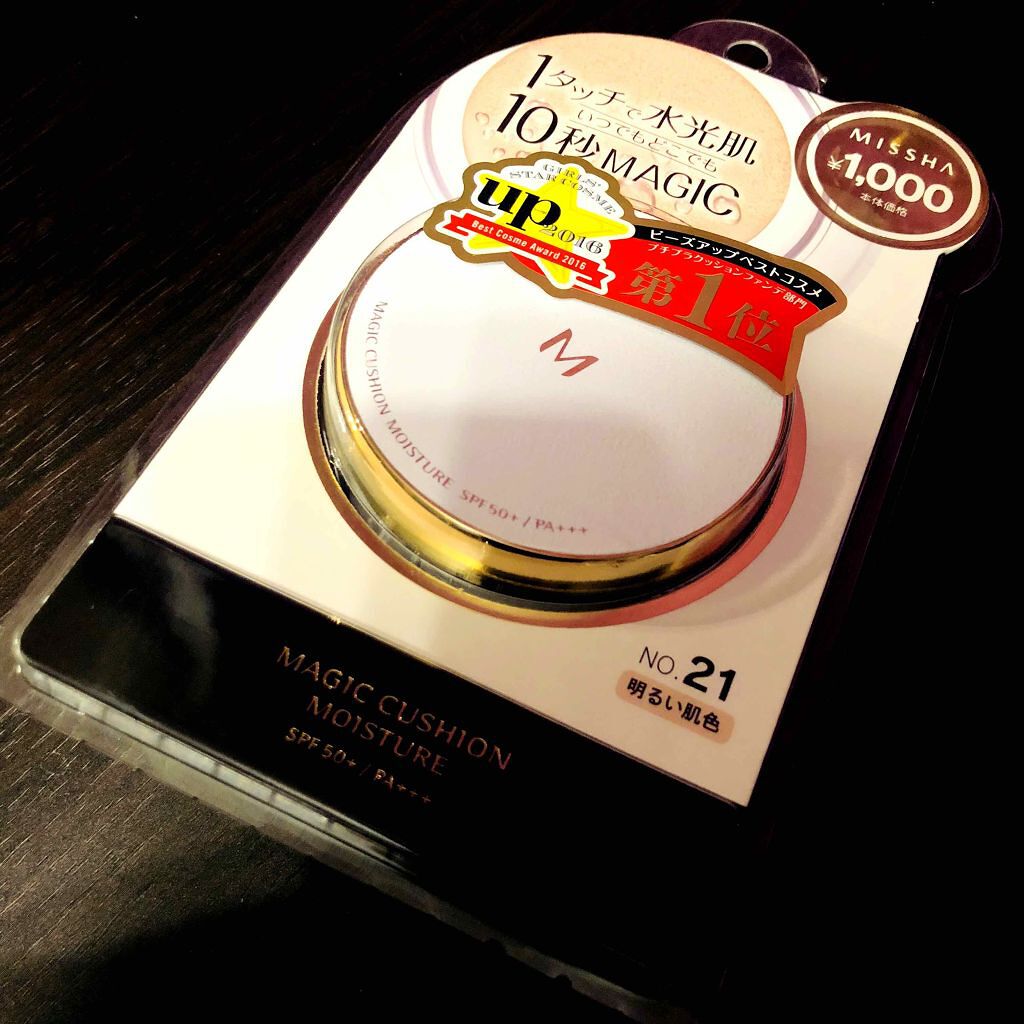 1タッチで水光肌
いつでもどこでも
10秒MAGIC
MISSHA
¥1,000
本体価格
GIRLS'
STAR COSME
up2016
Best Cosme Award 2016
ビーズアップベストコスメ
プチプラクッションファンデ部門
第1位
M
MAGIC CUSHION MOISTURE SPF50+ / PA+++
NO.21
明るい肌色
MAGIC CUSHION
MOISTURE
SPF50+ / PA+++